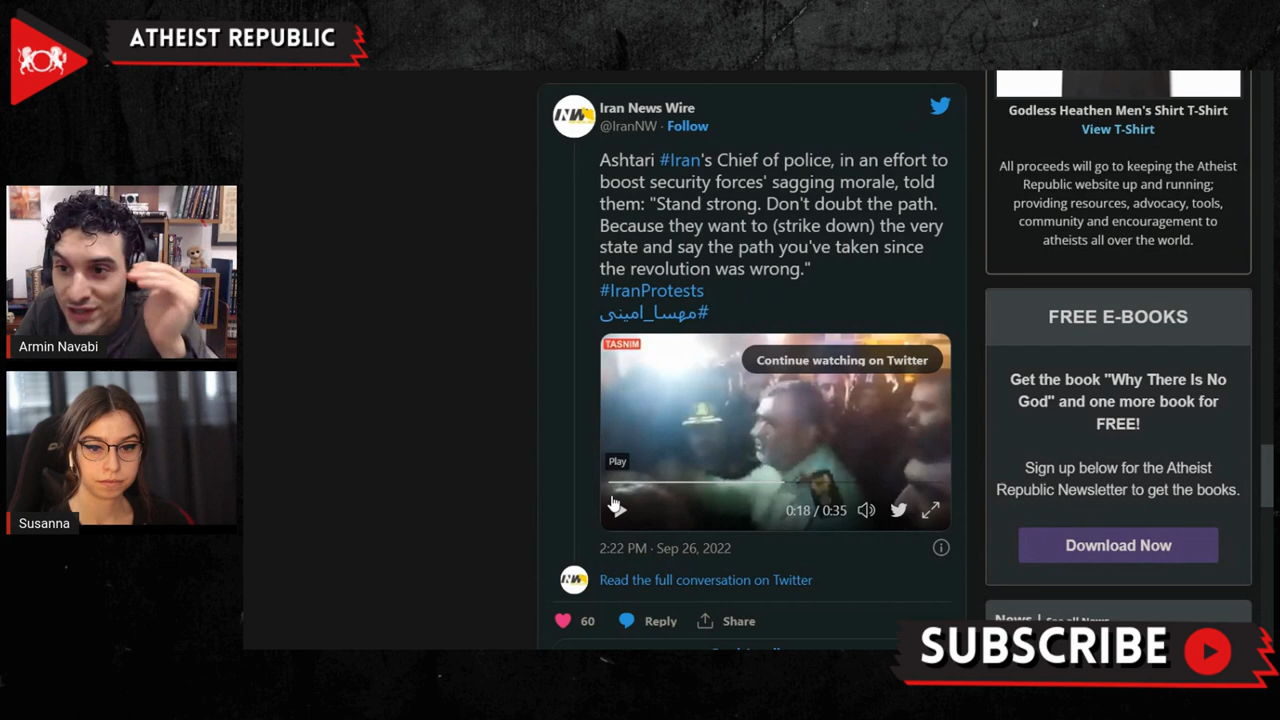 ATHEIST REPUBLIC
Armin Navabi
Susanna
Iran News Wire
@IranNW · Follow
Ashtari #Iran's Chief of police, in an effort to
boost security forces' sagging morale, told
them: "Stand strong. Don't doubt the path.
Because they want to (strike down) the very
state and say the path you've taken since
the revolution was wrong."
#IranProtests
#مهسا_امینی
TASNIM
Continue watching on Twitter
Play
0:18 / 0:35
2:22 PM · Sep 26, 2022
Read the full conversation on Twitter
60
Reply
Share
Godless Heathen Men's Shirt T-Shirt
View T-Shirt
All proceeds will go to keeping the Atheist
Republic website up and running;
providing resources, advocacy, tools,
community and encouragement to
atheists all over the world.
FREE E-BOOKS
Get the book "Why There Is No
God" and one more book for
FREE!
Sign up below for the Atheist
Republic Newsletter to get the books.
Download Now
SUBSCRIBE